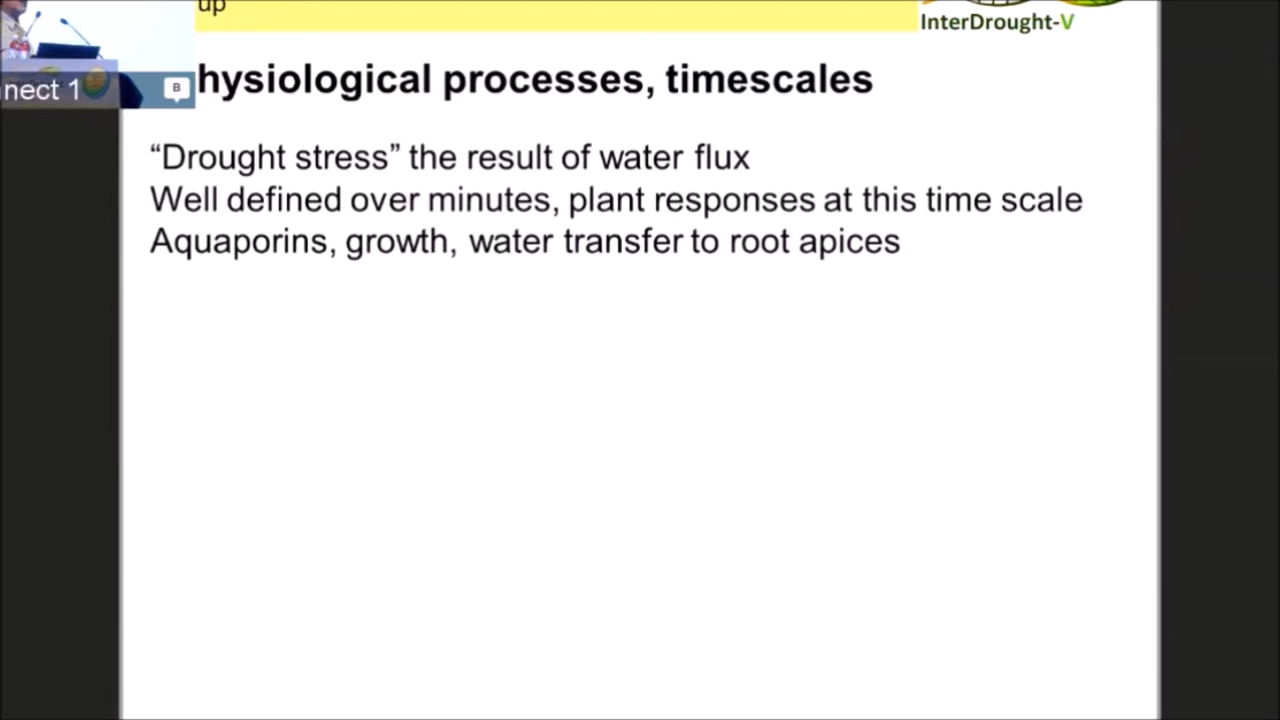 up
InterDrought-V
nect 1
B
hysiological processes, timescales
“Drought stress” the result of water flux
Well defined over minutes, plant responses at this time scale
Aquaporins, growth, water transfer to root apices